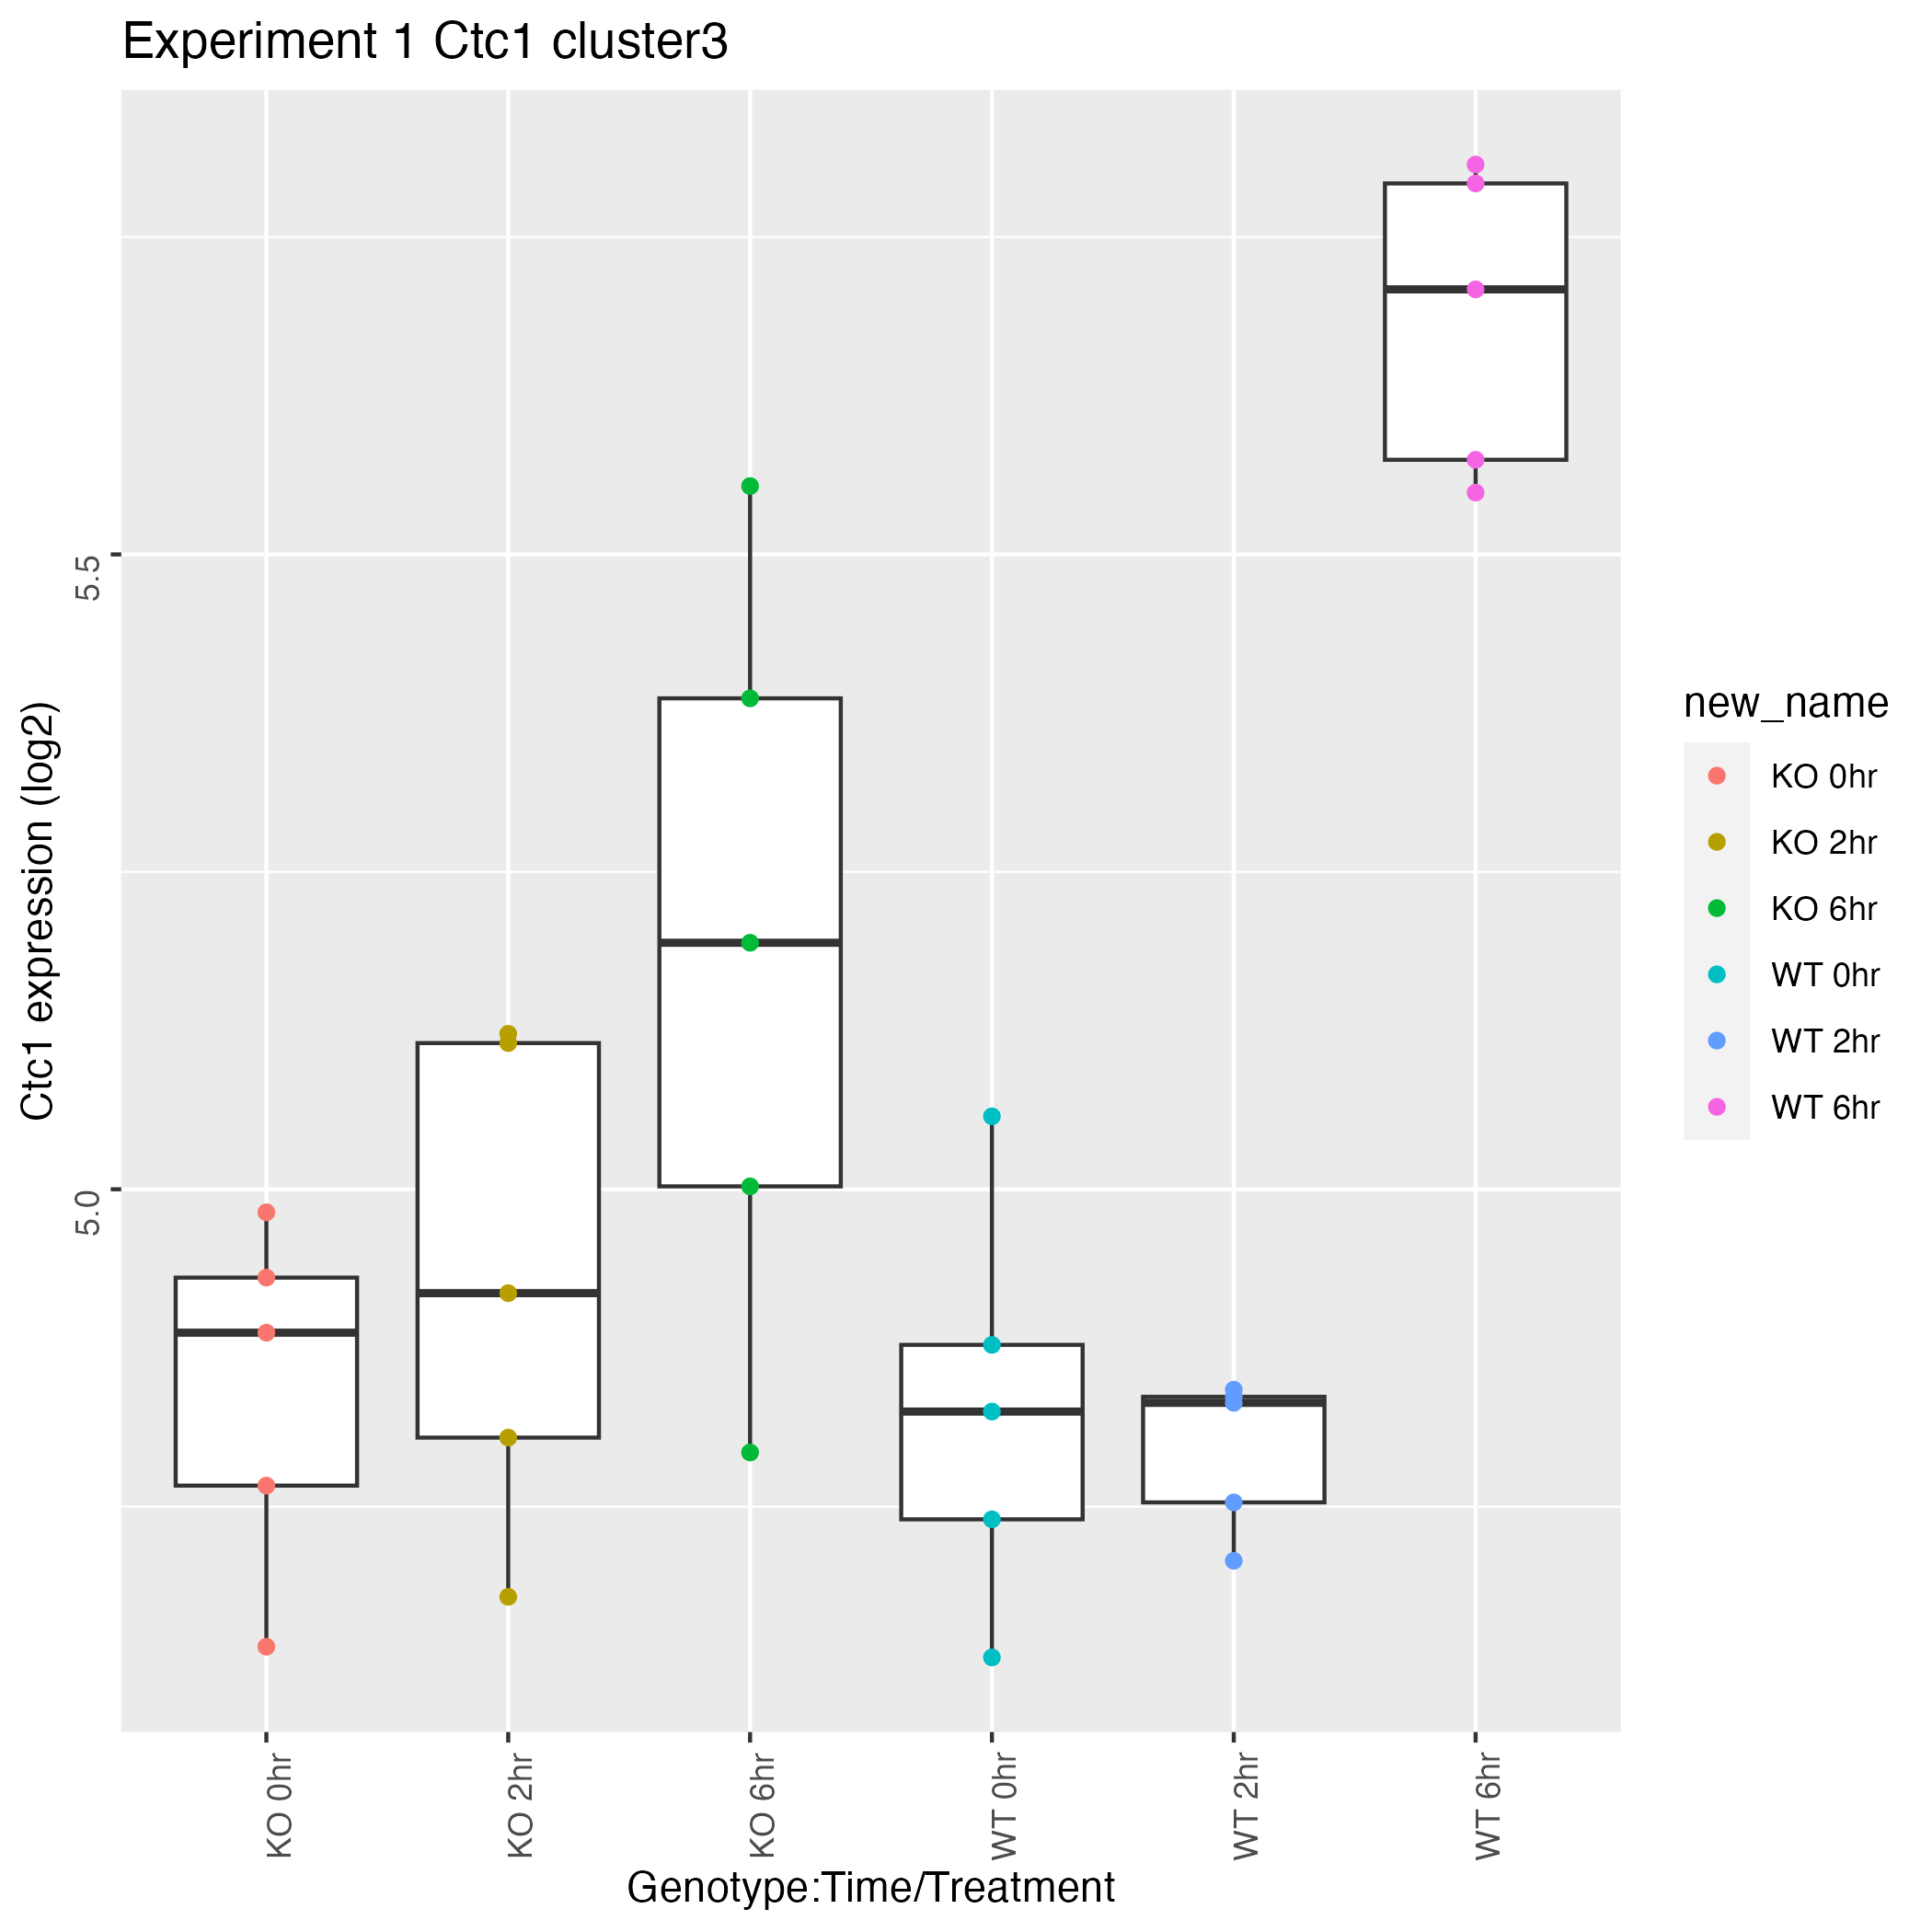 Experiment 1 Ctc1 cluster3
Ctc1 expression (log2)
5.5
5.0
KO 0hr
KO 2hr
KO 6hr
WT 0hr
WT 2hr
WT 6hr
Genotype:Time/Treatment
new_name
KO 0hr
KO 2hr
KO 6hr
WT 0hr
WT 2hr
WT 6hr